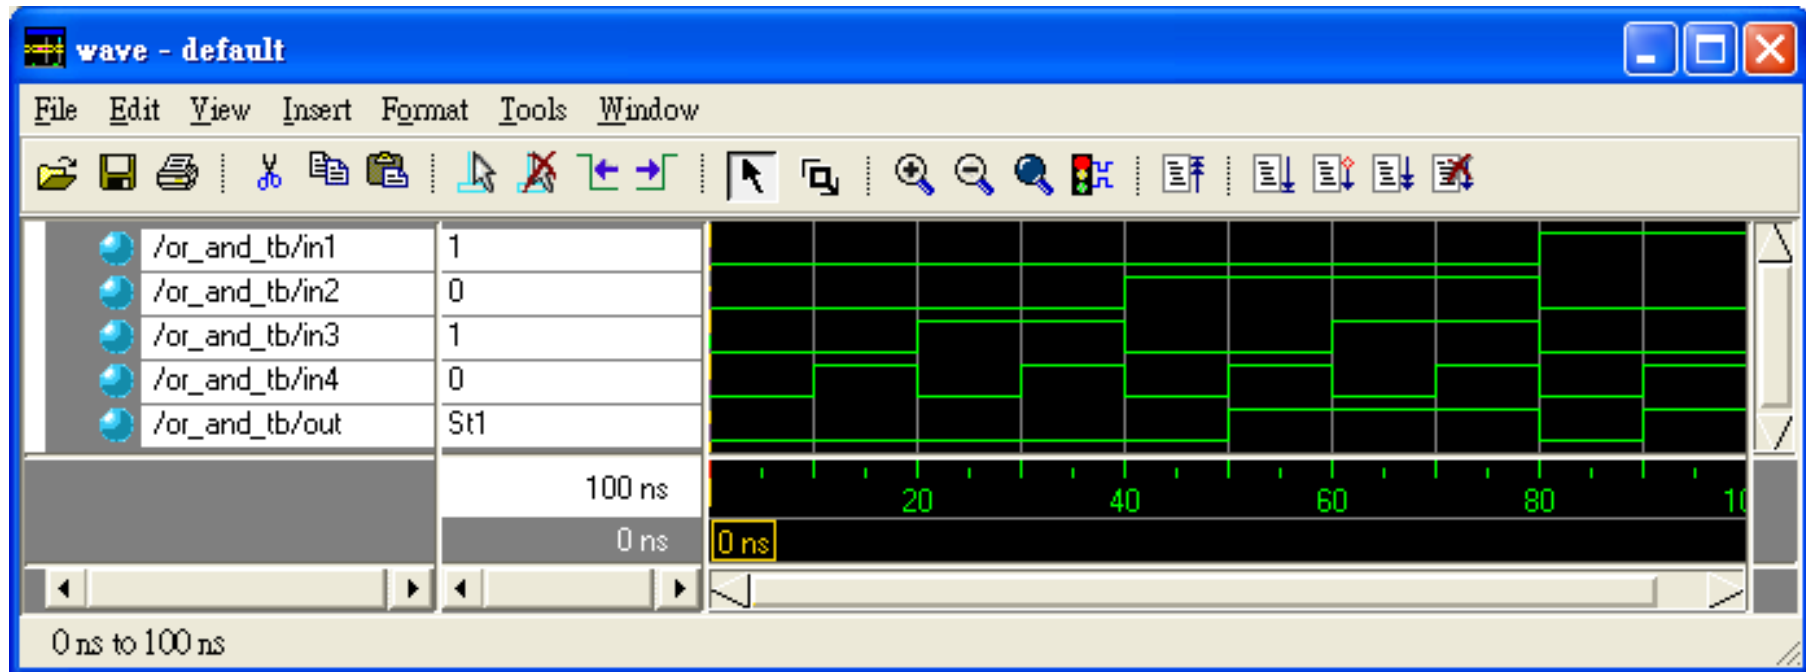 wave - default
File Edit View Insert Format Tools Window
/or_and_tb/in1 1
/or_and_tb/in2 0
/or_and_tb/in3 1
/or_and_tb/in4 0
/or_and_tb/out St1
100 ns 20 40 60 80 10
0 ns 0 ns
0 ns to 100 ns